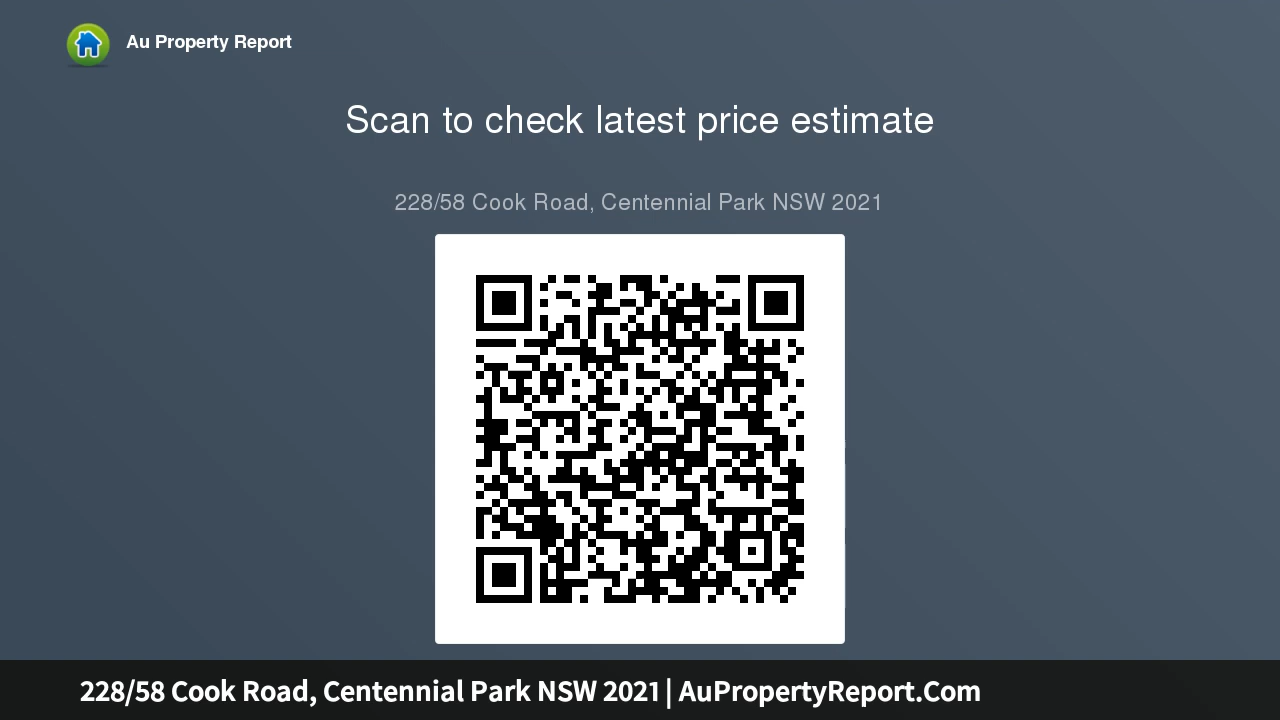 Au Property Report
Scan to check latest price estimate
228/58 Cook Road, Centennial Park NSW 2021
228/58 Cook Road, Centennial Park NSW 2021 | AuPropertyReport.Com